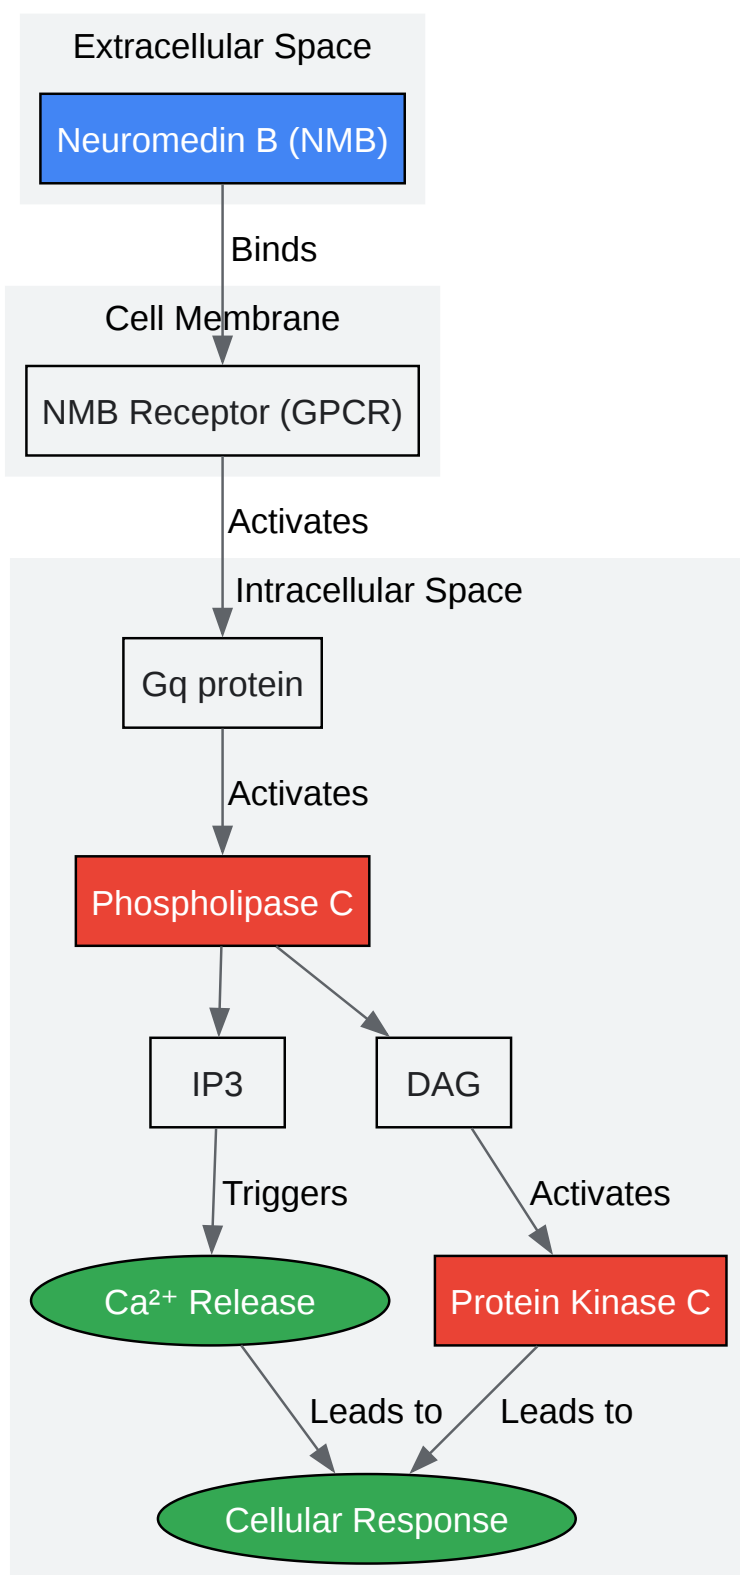 Extracellular Space
Neuromedin B (NMB)
Binds
Cell Membrane
NMB Receptor (GPCR)
Activates
Intracellular Space
Gq protein
Activates
Phospholipase C
IP3
DAG
Triggers
Activates
Ca²⁺ Release
Protein Kinase C
Leads to
Leads to
Cellular Response